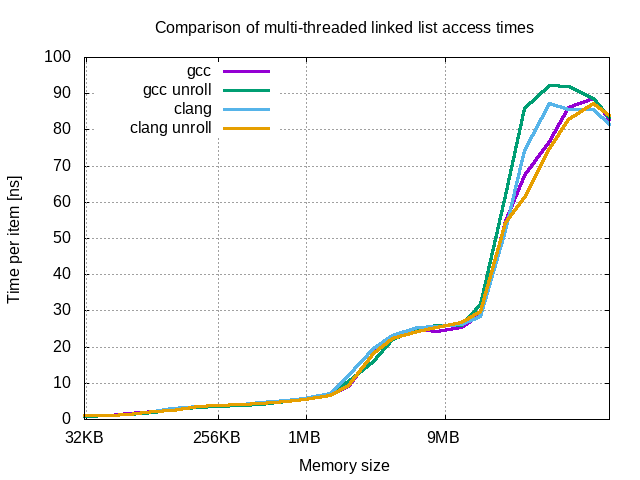 Comparison of multi-threaded linked list access times
100
90
80
70
60
50
40
30
20
10
0
Time per item [ns]
gcc
gcc unroll
clang
clang unroll
32KB 256KB 1MB 9MB
Memory size